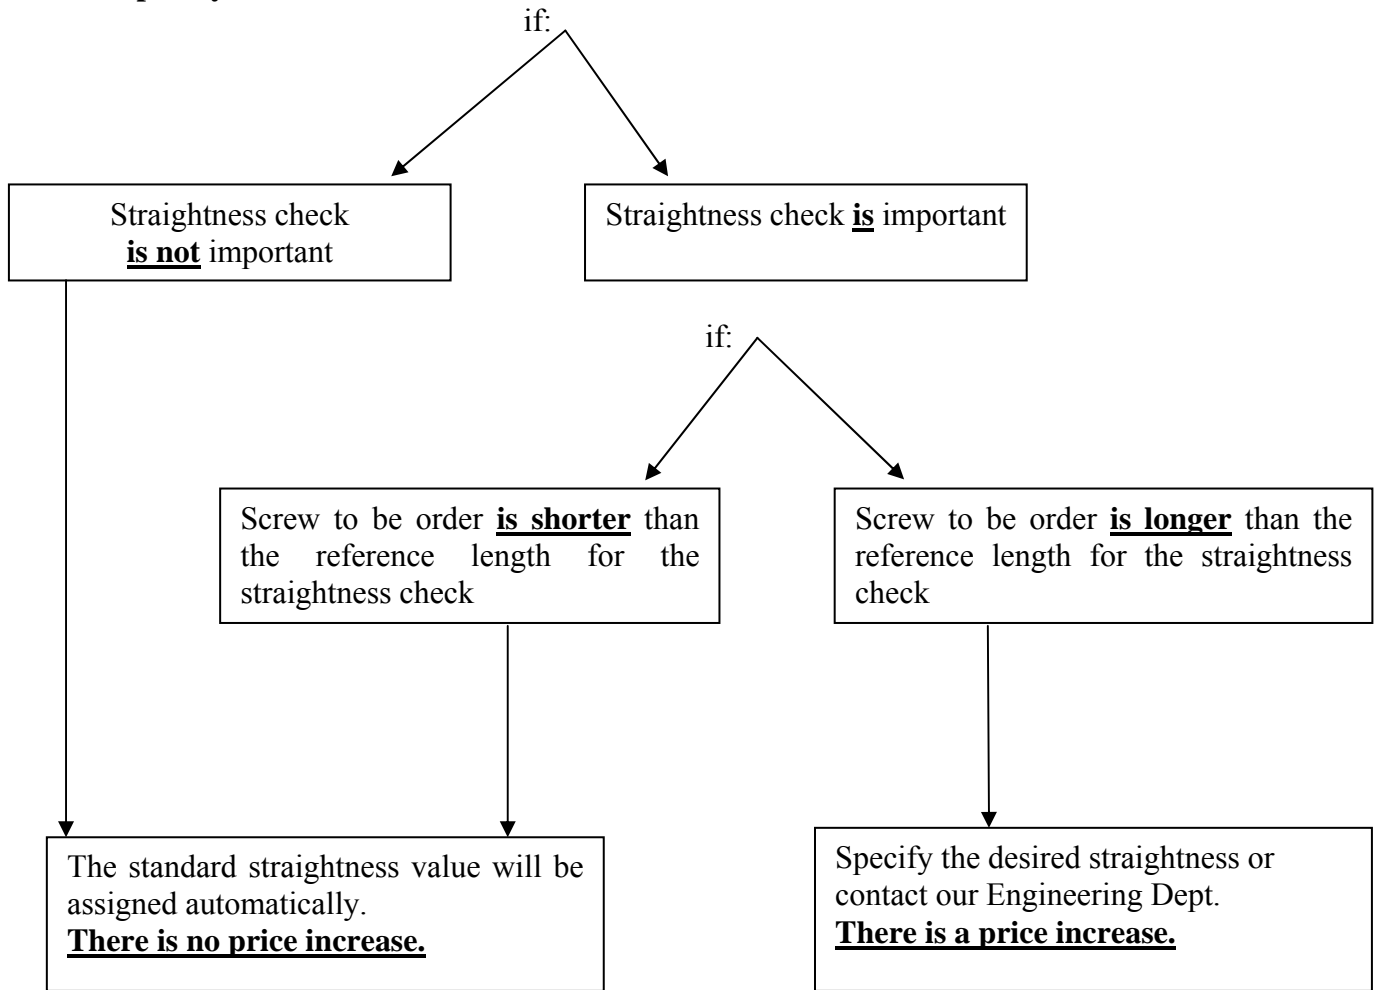 if:
Straightness check
is not important
Straightness check is important
if:
Screw to be order is shorter than
the reference length for the
straightness check
Screw to be order is longer than the
reference length for the straightness
check
The standard straightness value will be
assigned automatically.
There is no price increase.
Specify the desired straightness or
contact our Engineering Dept.
There is a price increase.